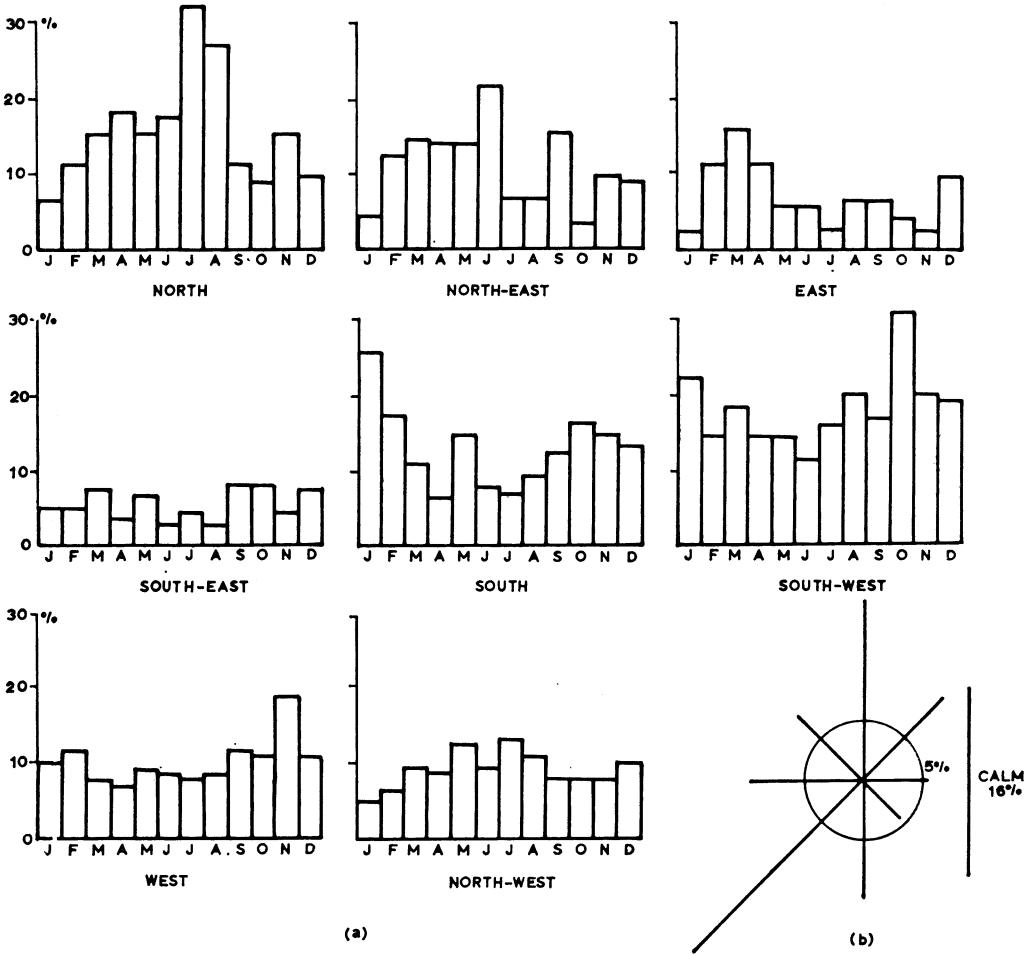 30 %
20
10
0
J F M A M J J A S O N D
NORTH
J F M A M J J A S O N D
NORTH-EAST
J F M A M J J A S O N D
EAST
30 %
20
10
0
J F M A M J J A S O N D
SOUTH-EAST
J F M A M J J A S O N D
SOUTH
J F M A M J J A S O N D
SOUTH-WEST
30 %
20
10
0
J F M A M J J A S O N D
WEST
J F M A M J J A S O N D
NORTH-WEST
5%
CALM
16%
(a)
(b)